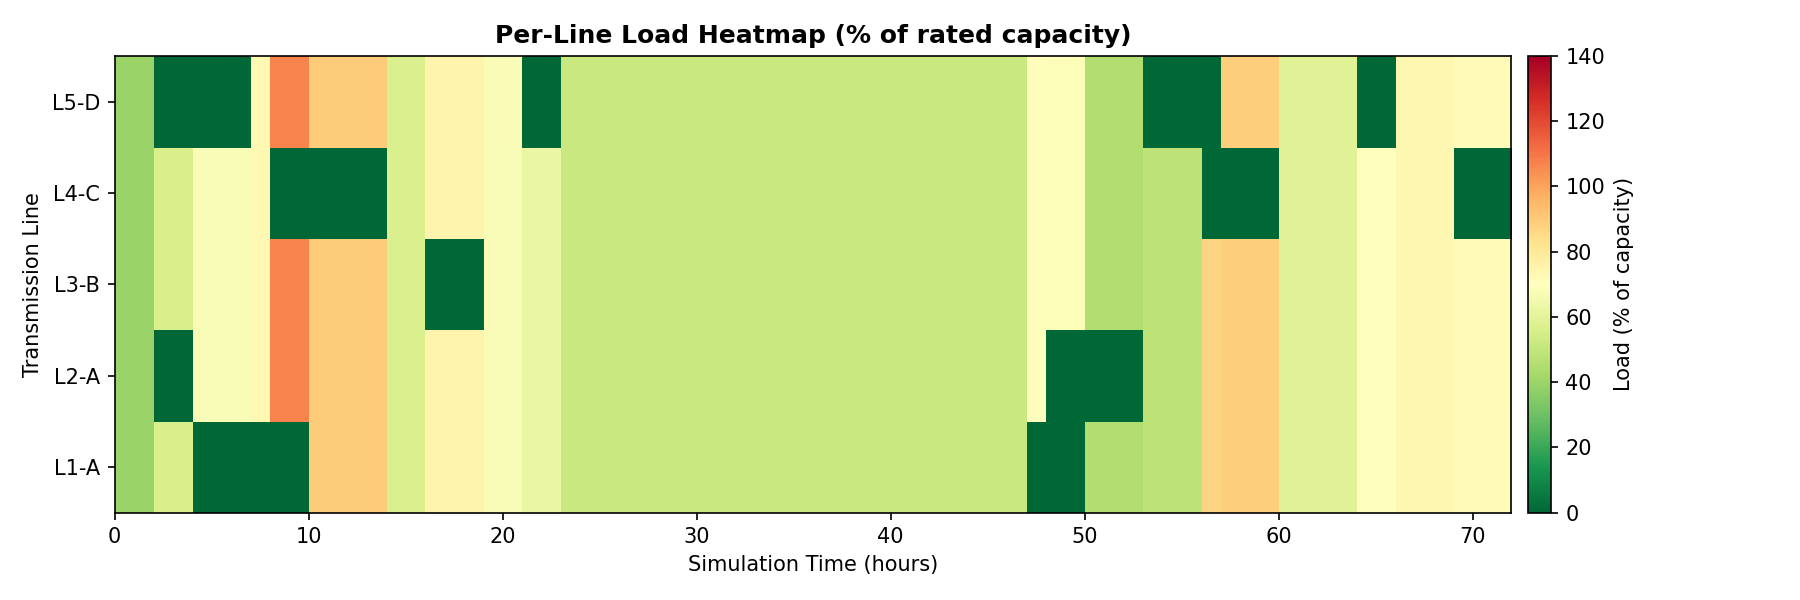 Per-Line Load Heatmap (% of rated capacity)
Transmission Line
L5-D
L4-C
L3-B
L2-A
L1-A
0 10 20 30 40 50 60 70
Simulation Time (hours)
140
120
100
80
60
40
20
0
Load (% of capacity)